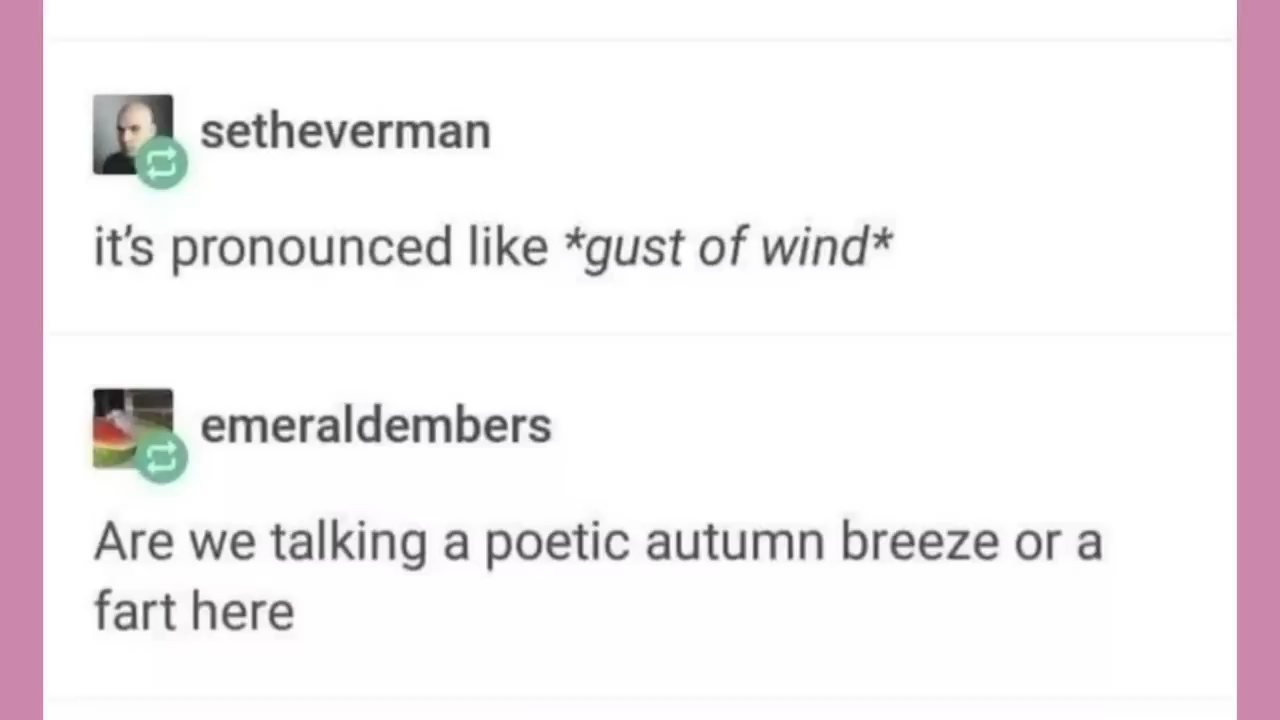 setheverman
it's pronounced like *gust of wind*
emeraldembers
Are we talking a poetic autumn breeze or a
fart here